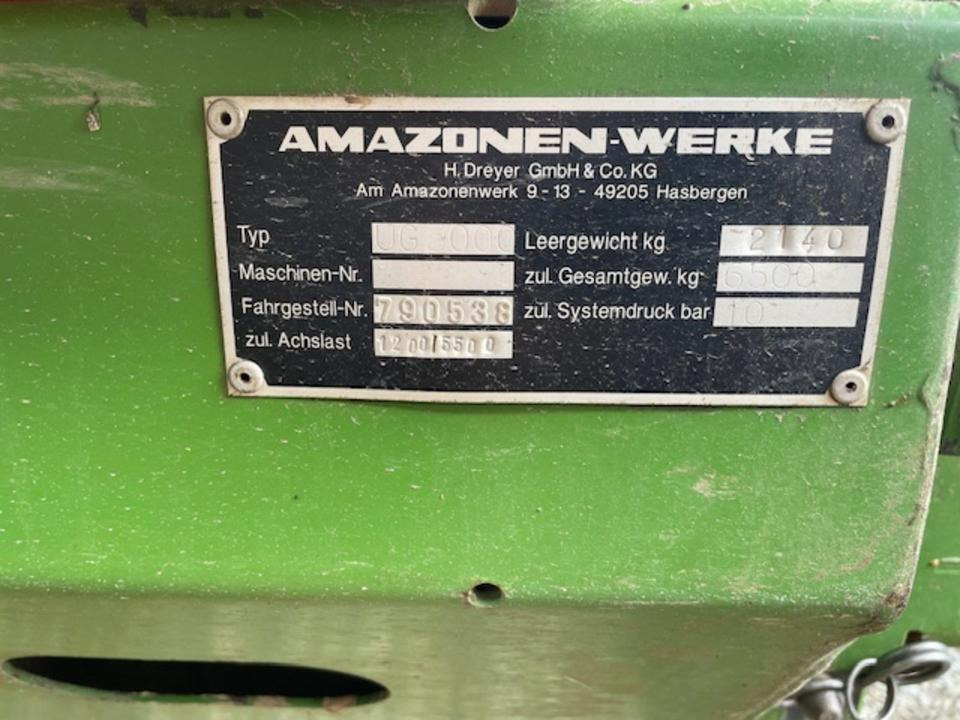 AMAZONEN-WERKE
H. Dreyer GmbH & Co. KG
Am Amazonenwerk 9 - 13 - 49205 Hasbergen
Typ UG Leergewicht kg 2140
Maschinen-Nr. zul. Gesamtgew. kg 6500
Fahrgestell-Nr. 790538 zul. Systemdruck bar 10
zul. Achslast 1200/5500